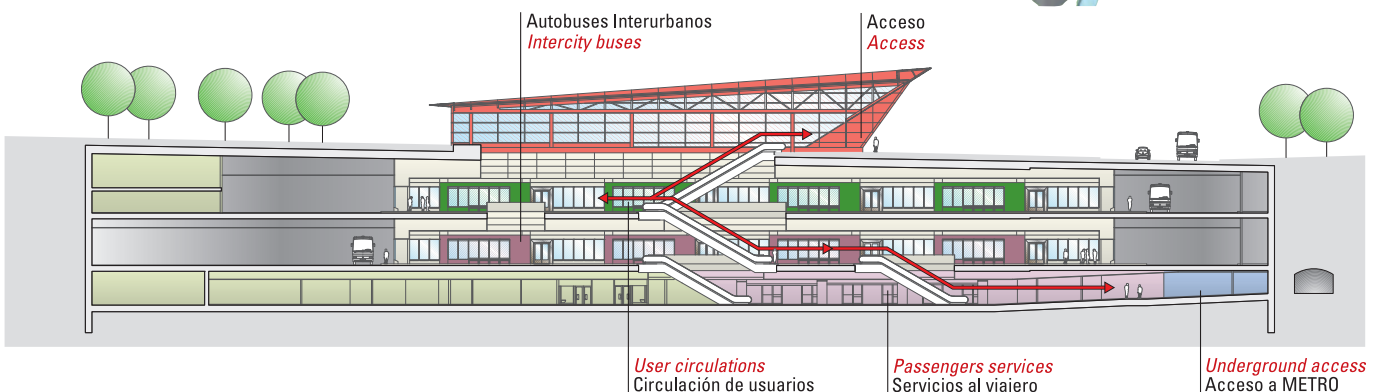 Autobuses Interurbanos
Intercity buses
Acceso
Access
User circulations
Circulación de usuarios
Passengers services
Servicios al viajero
Underground access
Acceso a METRO